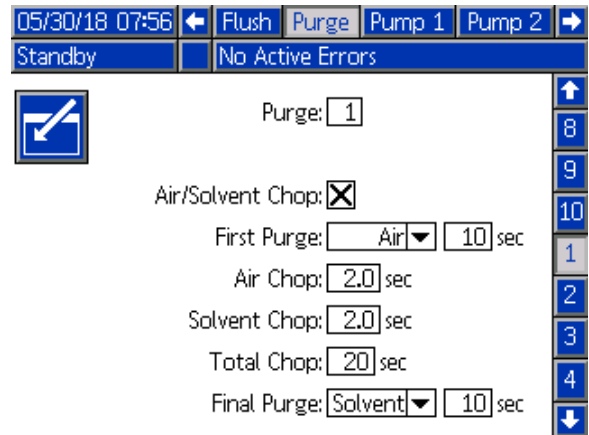 05/30/18 07:56 Flush Purge Pump 1 Pump 2
Standby No Active Errors
Purge: 1
8
9
Air/Solvent Chop:
10
First Purge: Air 10 sec
1
Air Chop: 2.0 sec
2
Solvent Chop: 2.0 sec
3
Total Chop: 20 sec
4
Final Purge: Solvent 10 sec